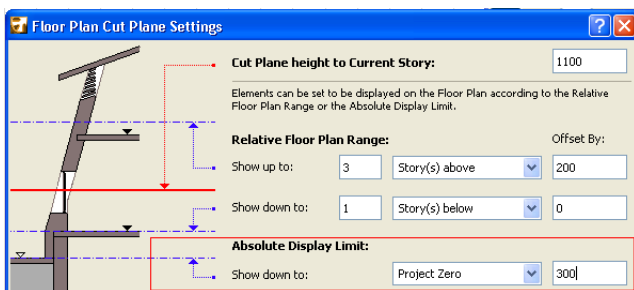 Floor Plan Cut Plane Settings
Cut Plane height to Current Story: 1100
Elements can be set to be displayed on the Floor Plan according to the Relative
Floor Plan Range or the Absolute Display Limit.
Relative Floor Plan Range: Offset By:
Show up to: 3 Story(s) above 200
Show down to: 1 Story(s) below 0
Absolute Display Limit:
Show down to: Project Zero 300